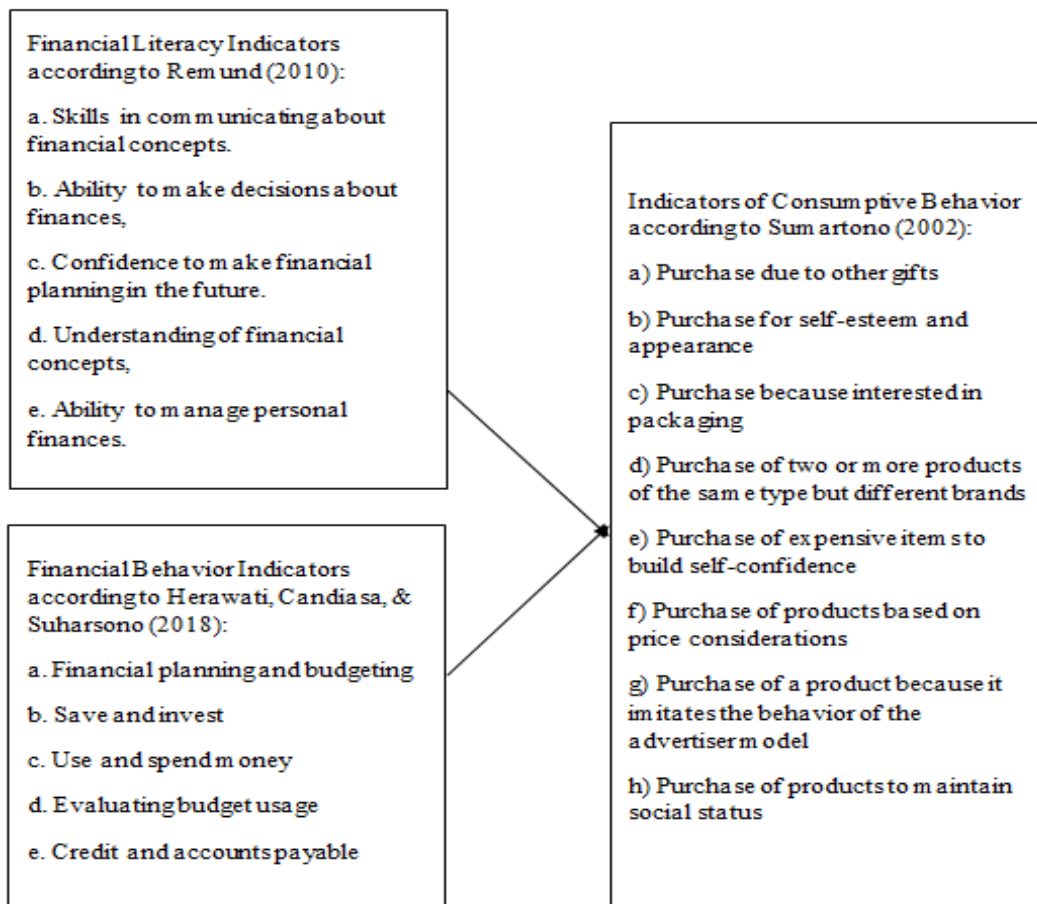 Financial Literacy Indicators
according to Remund (2010):
a. Skills in communicating about
financial concepts.
b. Ability to make decisions about
finances,
c. Confidence to make financial
planning in the future.
d. Understanding of financial
concepts,
e. Ability to manage personal
finances.
Financial Behavior Indicators
according to Herawati, Candiasa, &
Suharsono (2018):
a. Financial planning and budgeting
b. Save and invest
c. Use and spend money
d. Evaluating budget usage
e. Credit and accounts payable
Indicators of Consumptive Behavior
according to Sumartono (2002):
a) Purchase due to other gifts
b) Purchase for self-esteem and
appearance
c) Purchase because interested in
packaging
d) Purchase of two or more products
of the same type but different brands
e) Purchase of expensive items to
build self-confidence
f) Purchase of products based on
price considerations
g) Purchase of a product because it
imitates the behavior of the
advertiser model
h) Purchase of products to maintain
social status